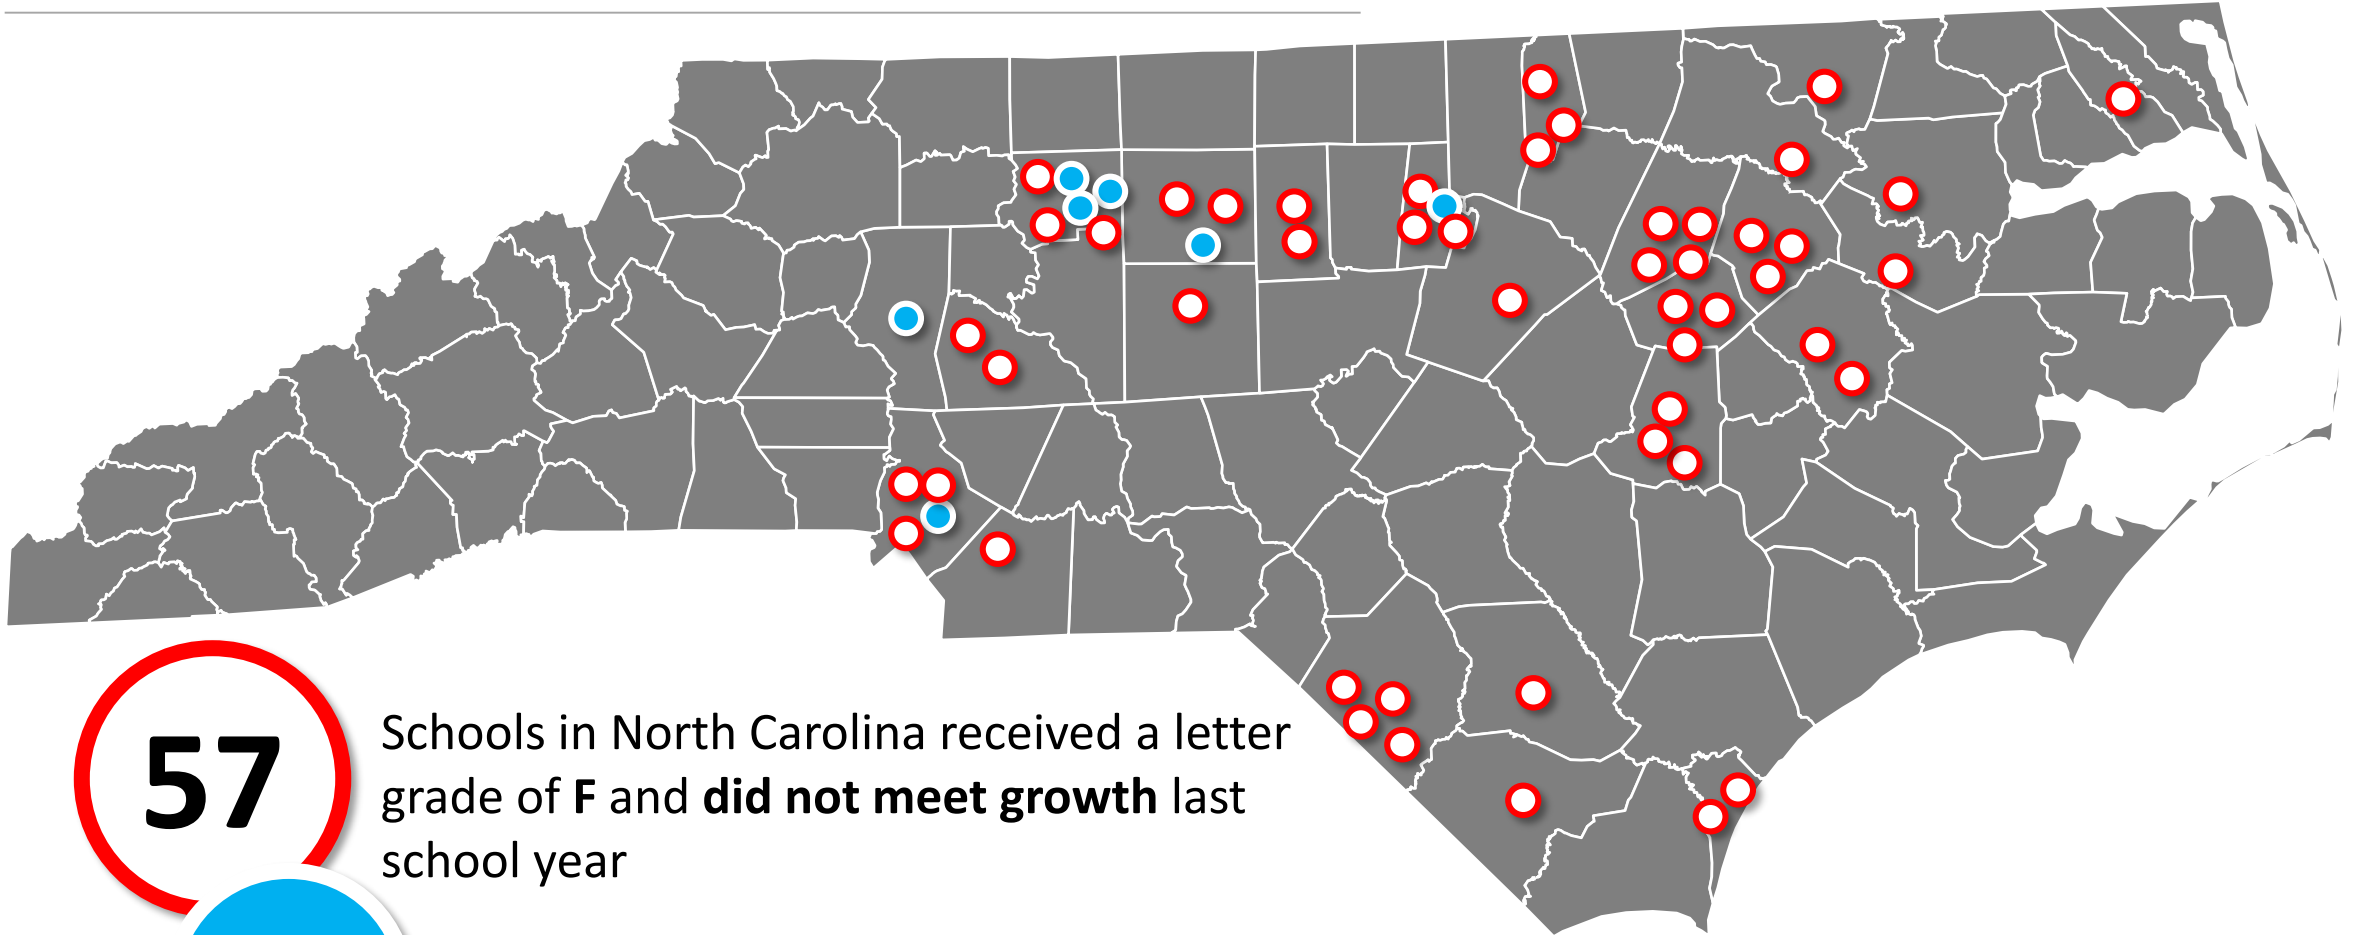 57
Schools in North Carolina received a letter
grade of F and did not meet growth last
school year